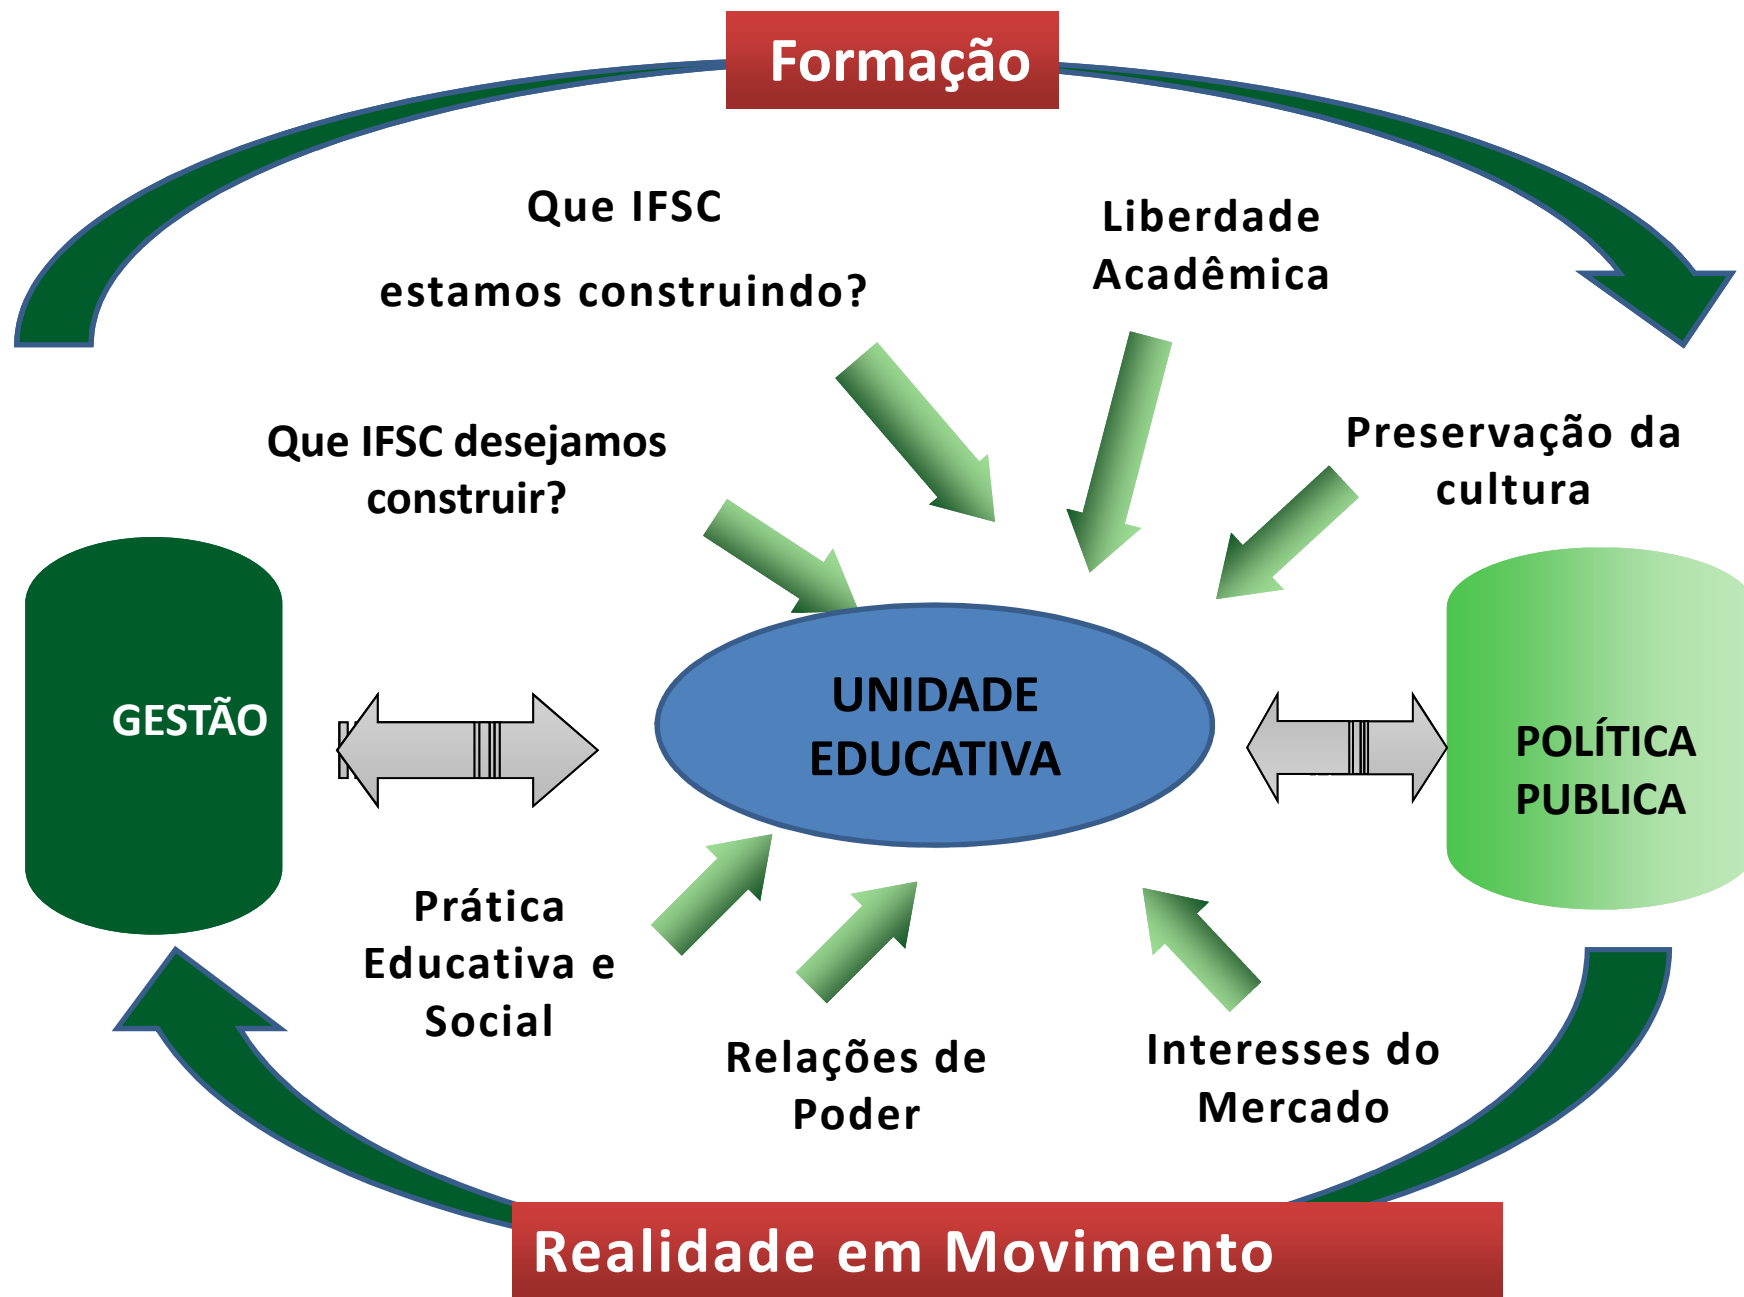 Formação
Que IFSC
estamos construindo?
Liberdade
Acadêmica
Que IFSC desejamos
construir?
Preservação da
cultura
GESTÃO
UNIDADE
EDUCATIVA
POLÍTICA
PUBLICA
Prática
Educativa e
Social
Relações de
Poder
Interesses do
Mercado
Realidade em Movimento